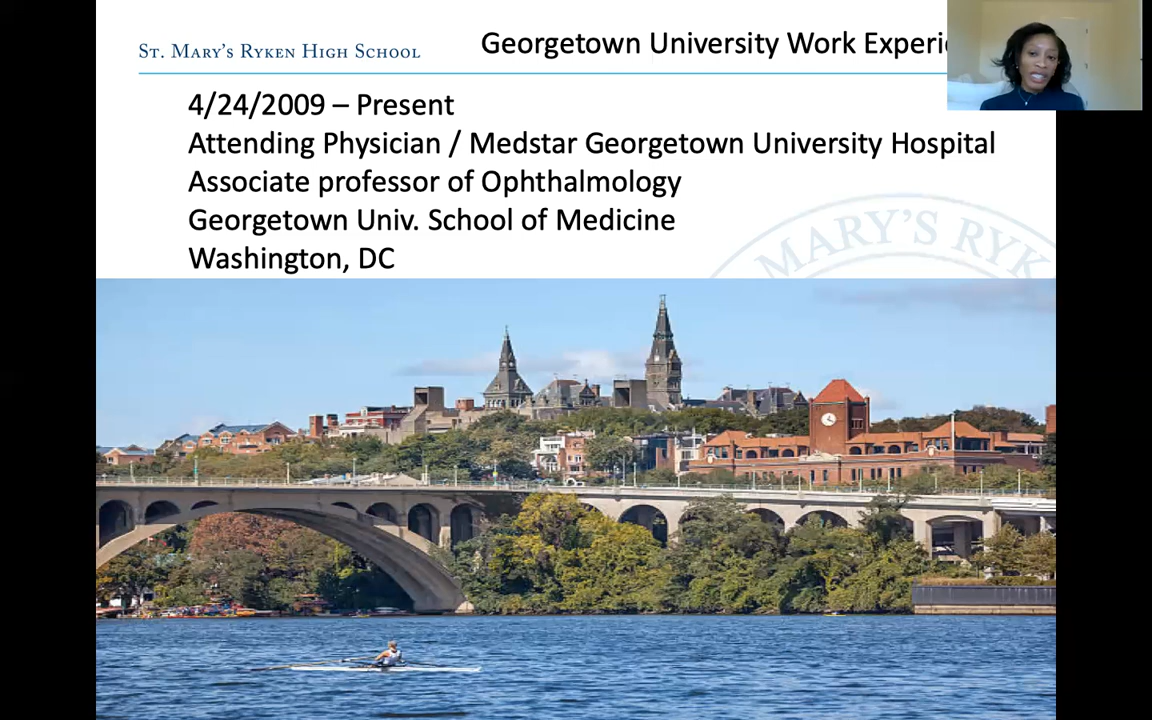 St. Mary's Ryken High School
Georgetown University Work
4/24/2009 – Present
Attending Physician / Medstar Georgetown University Hospital
Associate professor of Ophthalmology
Georgetown Univ. School of Medicine
Washington, DC
MARY'S